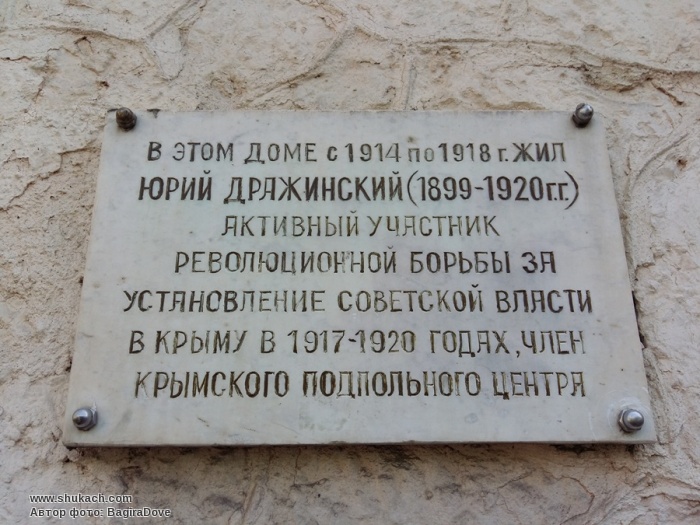 В ЭТОМ ДОМЕ с 1914 по 1918 г. ЖИЛ
ЮРИЙ ДРАЖИНСКИЙ (1899-1920 г.г.)
АКТИВНЫЙ УЧАСТНИК
РЕВОЛЮЦИОННОЙ БОРЬБЫ ЗА
УСТАНОВЛЕНИЕ СОВЕТСКОЙ ВЛАСТИ
В КРЫМУ В 1917-1920 ГОДАХ, ЧЛЕН
КРЫМСКОГО ПОДПОЛЬНОГО ЦЕНТРА
www.shukach.com
Автор фото: BagiraDove